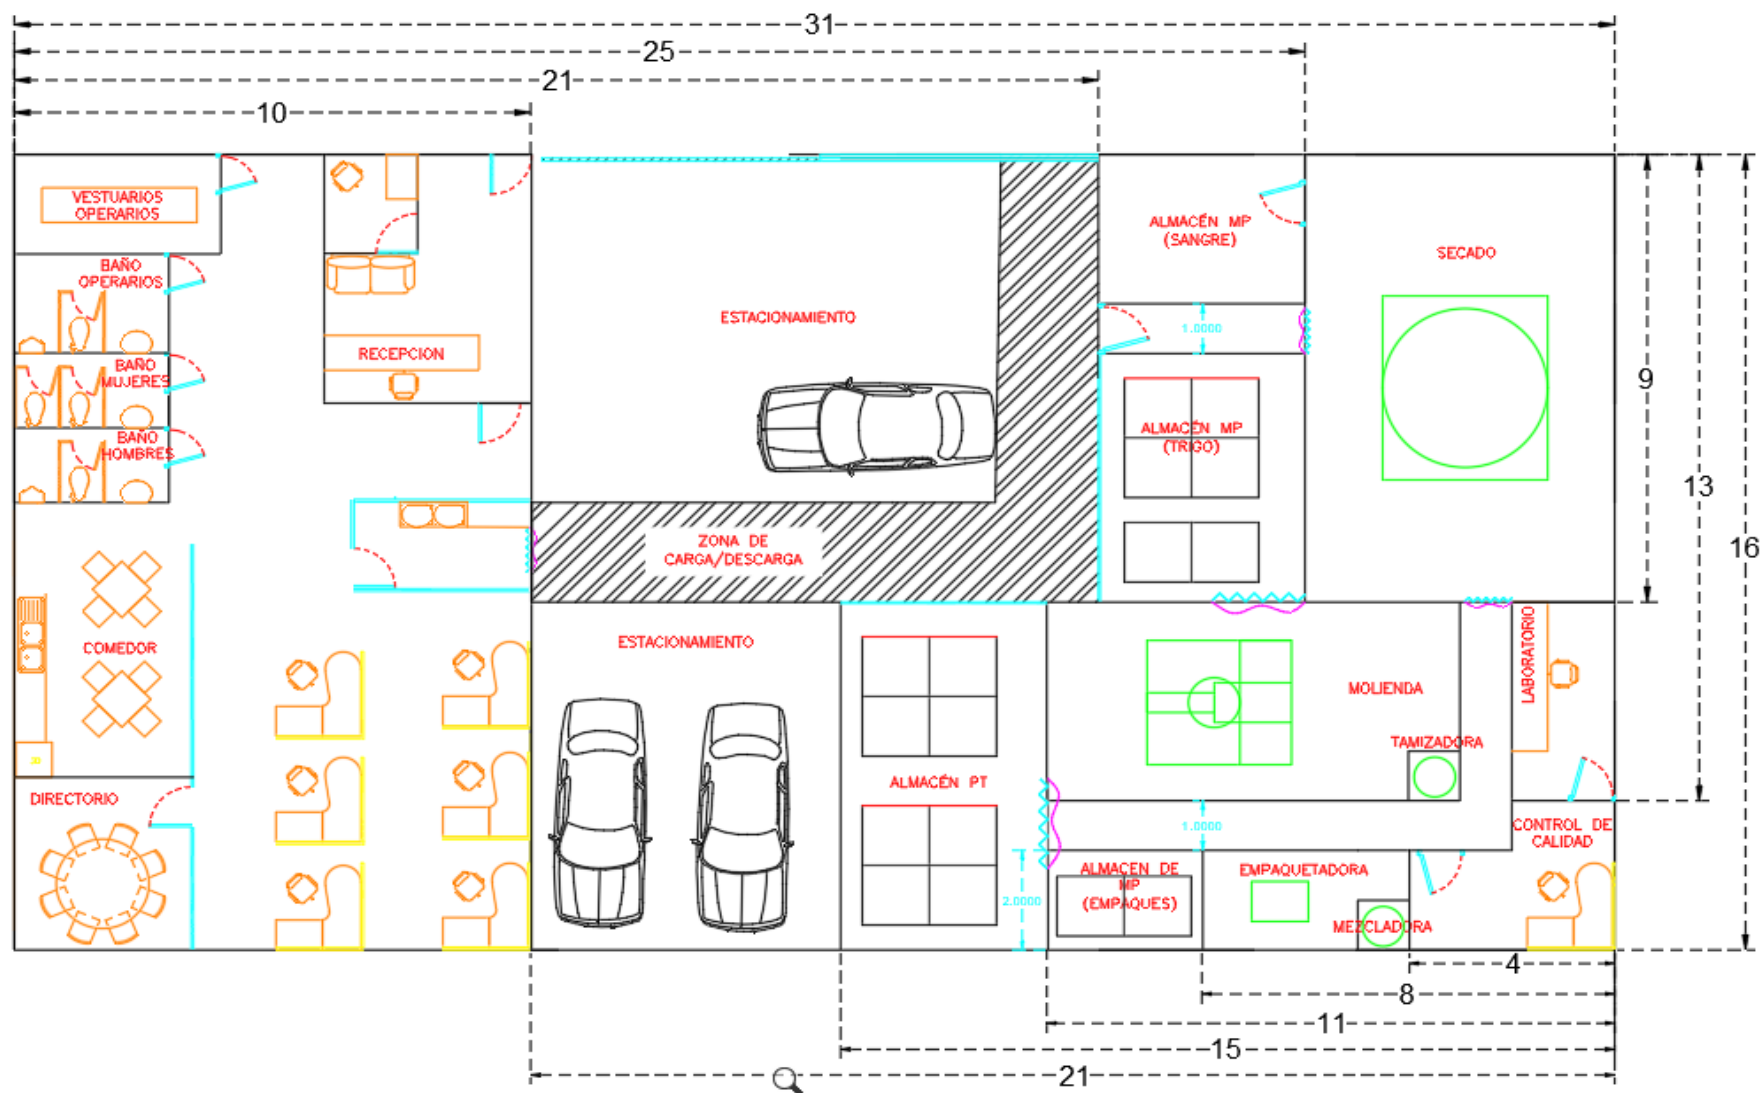 31
25
21
10
VESTUARIOS
OPERARIOS
ALMACÉN MP
(SANGRE)
SECADO
BAÑO
OPERARIOS
ESTACIONAMIENTO
1.0000
RECEPCION
BAÑO
MUJERES
9
ALMACÉN MP
(TRIGO)
BAÑO
HOMBRES
13
ZONA DE
CARGA/DESCARGA
16
ESTACIONAMIENTO
COMEDOR
LABORATORIO
MOLIENDA
TAMIZADORA
ALMACÉN PT
DIRECTORIO
1.0000
CONTROL DE
CALIDAD
ALMACEN DE
MP
(EMPAQUES)
EMPAQUETADORA
2.0000
MEZCLADORA
4
8
11
15
21